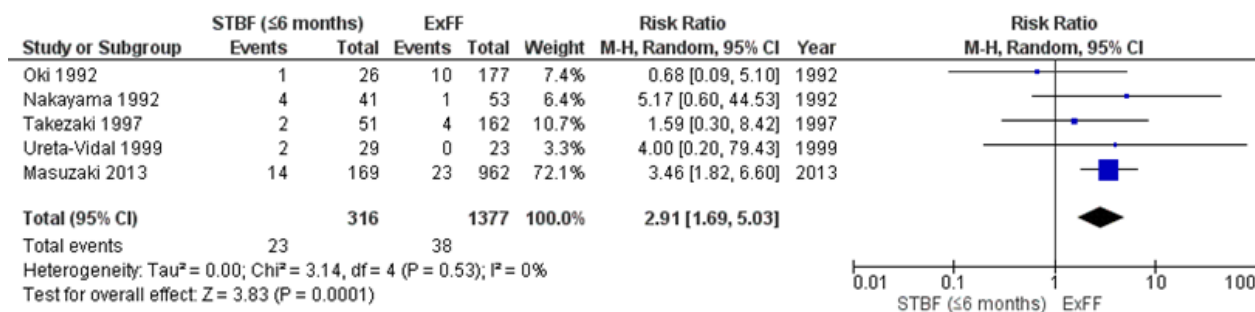 STBF (≤6 months) ExFF Risk Ratio Risk Ratio
Study or Subgroup Events Total Events Total Weight M-H, Random, 95% CI Year M-H, Random, 95% CI
Oki 1992 1 26 10 177 7.4% 0.68 [0.09, 5.10] 1992
Nakayama 1992 4 41 1 53 6.4% 5.17 [0.60, 44.53] 1992
Takezaki 1997 2 51 4 162 10.7% 1.59 [0.30, 8.42] 1997
Ureta-Vidal 1999 2 29 0 23 3.3% 4.00 [0.20, 79.43] 1999
Masuzaki 2013 14 169 23 962 72.1% 3.46 [1.82, 6.60] 2013
Total (95% CI) 316 1377 100.0% 2.91 [1.69, 5.03]
Total events 23 38
Heterogeneity: Tau² = 0.00; Chi² = 3.14, df = 4 (P = 0.53); I² = 0%
Test for overall effect: Z = 3.83 (P = 0.0001)
0.01 0.1 1 10 100
STBF (≤6 months) ExFF